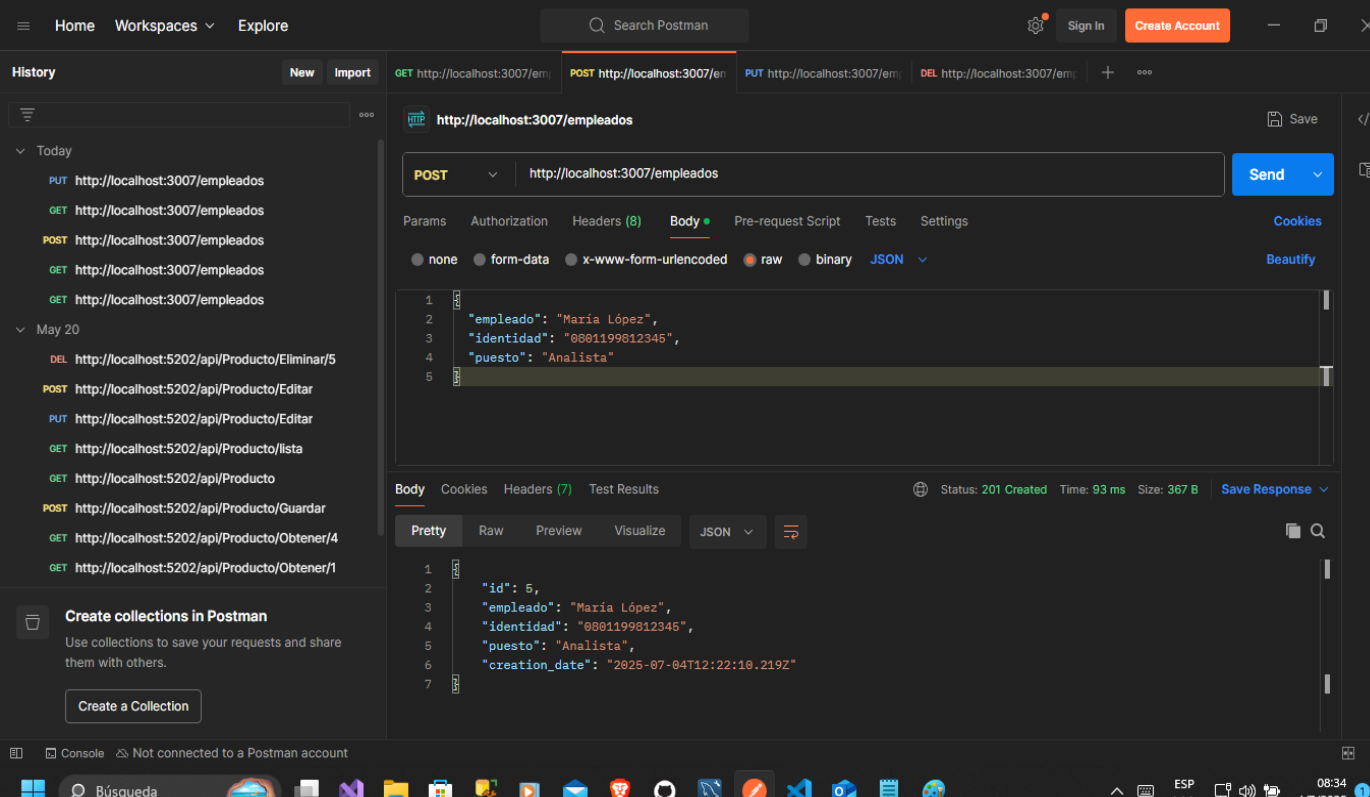 Home Workspaces Explore Search Postman Sign In Create Account
History New Import
GET http://localhost:3007/em POST http://localhost:3007/en PUT http://localhost:3007/em DEL http://localhost:3007/em
HTTP http://localhost:3007/empleados Save
Today
PUT http://localhost:3007/empleados
GET http://localhost:3007/empleados
POST http://localhost:3007/empleados
GET http://localhost:3007/empleados
GET http://localhost:3007/empleados
May 20
DEL http://localhost:5202/api/Producto/Eliminar/5
POST http://localhost:5202/api/Producto/Editar
PUT http://localhost:5202/api/Producto/Editar
GET http://localhost:5202/api/Producto/lista
GET http://localhost:5202/api/Producto
POST http://localhost:5202/api/Producto/Guardar
GET http://localhost:5202/api/Producto/Obtener/4
GET http://localhost:5202/api/Producto/Obtener/1
Create collections in Postman
Use collections to save your requests and share
them with others.
Create a Collection
POST http://localhost:3007/empleados Send
Params Authorization Headers (8) Body Pre-request Script Tests Settings Cookies
none form-data x-www-form-urlencoded raw binary JSON Beautify
1 {
2 "empleado": "María López",
3 "identidad": "0801199812345",
4 "puesto": "Analista"
5 }
Body Cookies Headers (7) Test Results Status: 201 Created Time: 93 ms Size: 367 B Save Response
Pretty Raw Preview Visualize JSON
1 {
2 "id": 5,
3 "empleado": "María López",
4 "identidad": "0801199812345",
5 "puesto": "Analista",
6 "creation_date": "2025-07-04T12:22:10.219Z"
7 }
Console Not connected to a Postman account
Búsqueda ESP 08:34